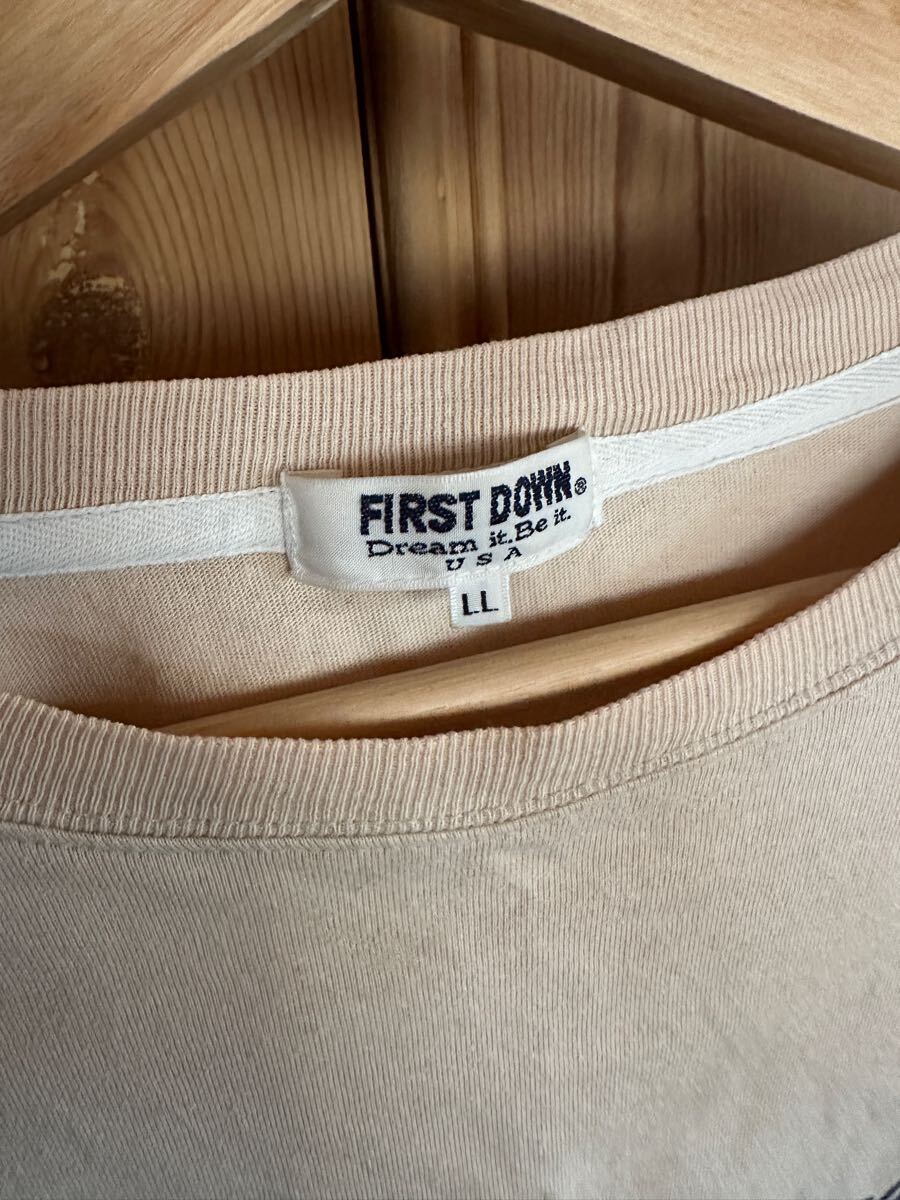 FIRST DOWN®
Dream it. Be it.
USA
LL